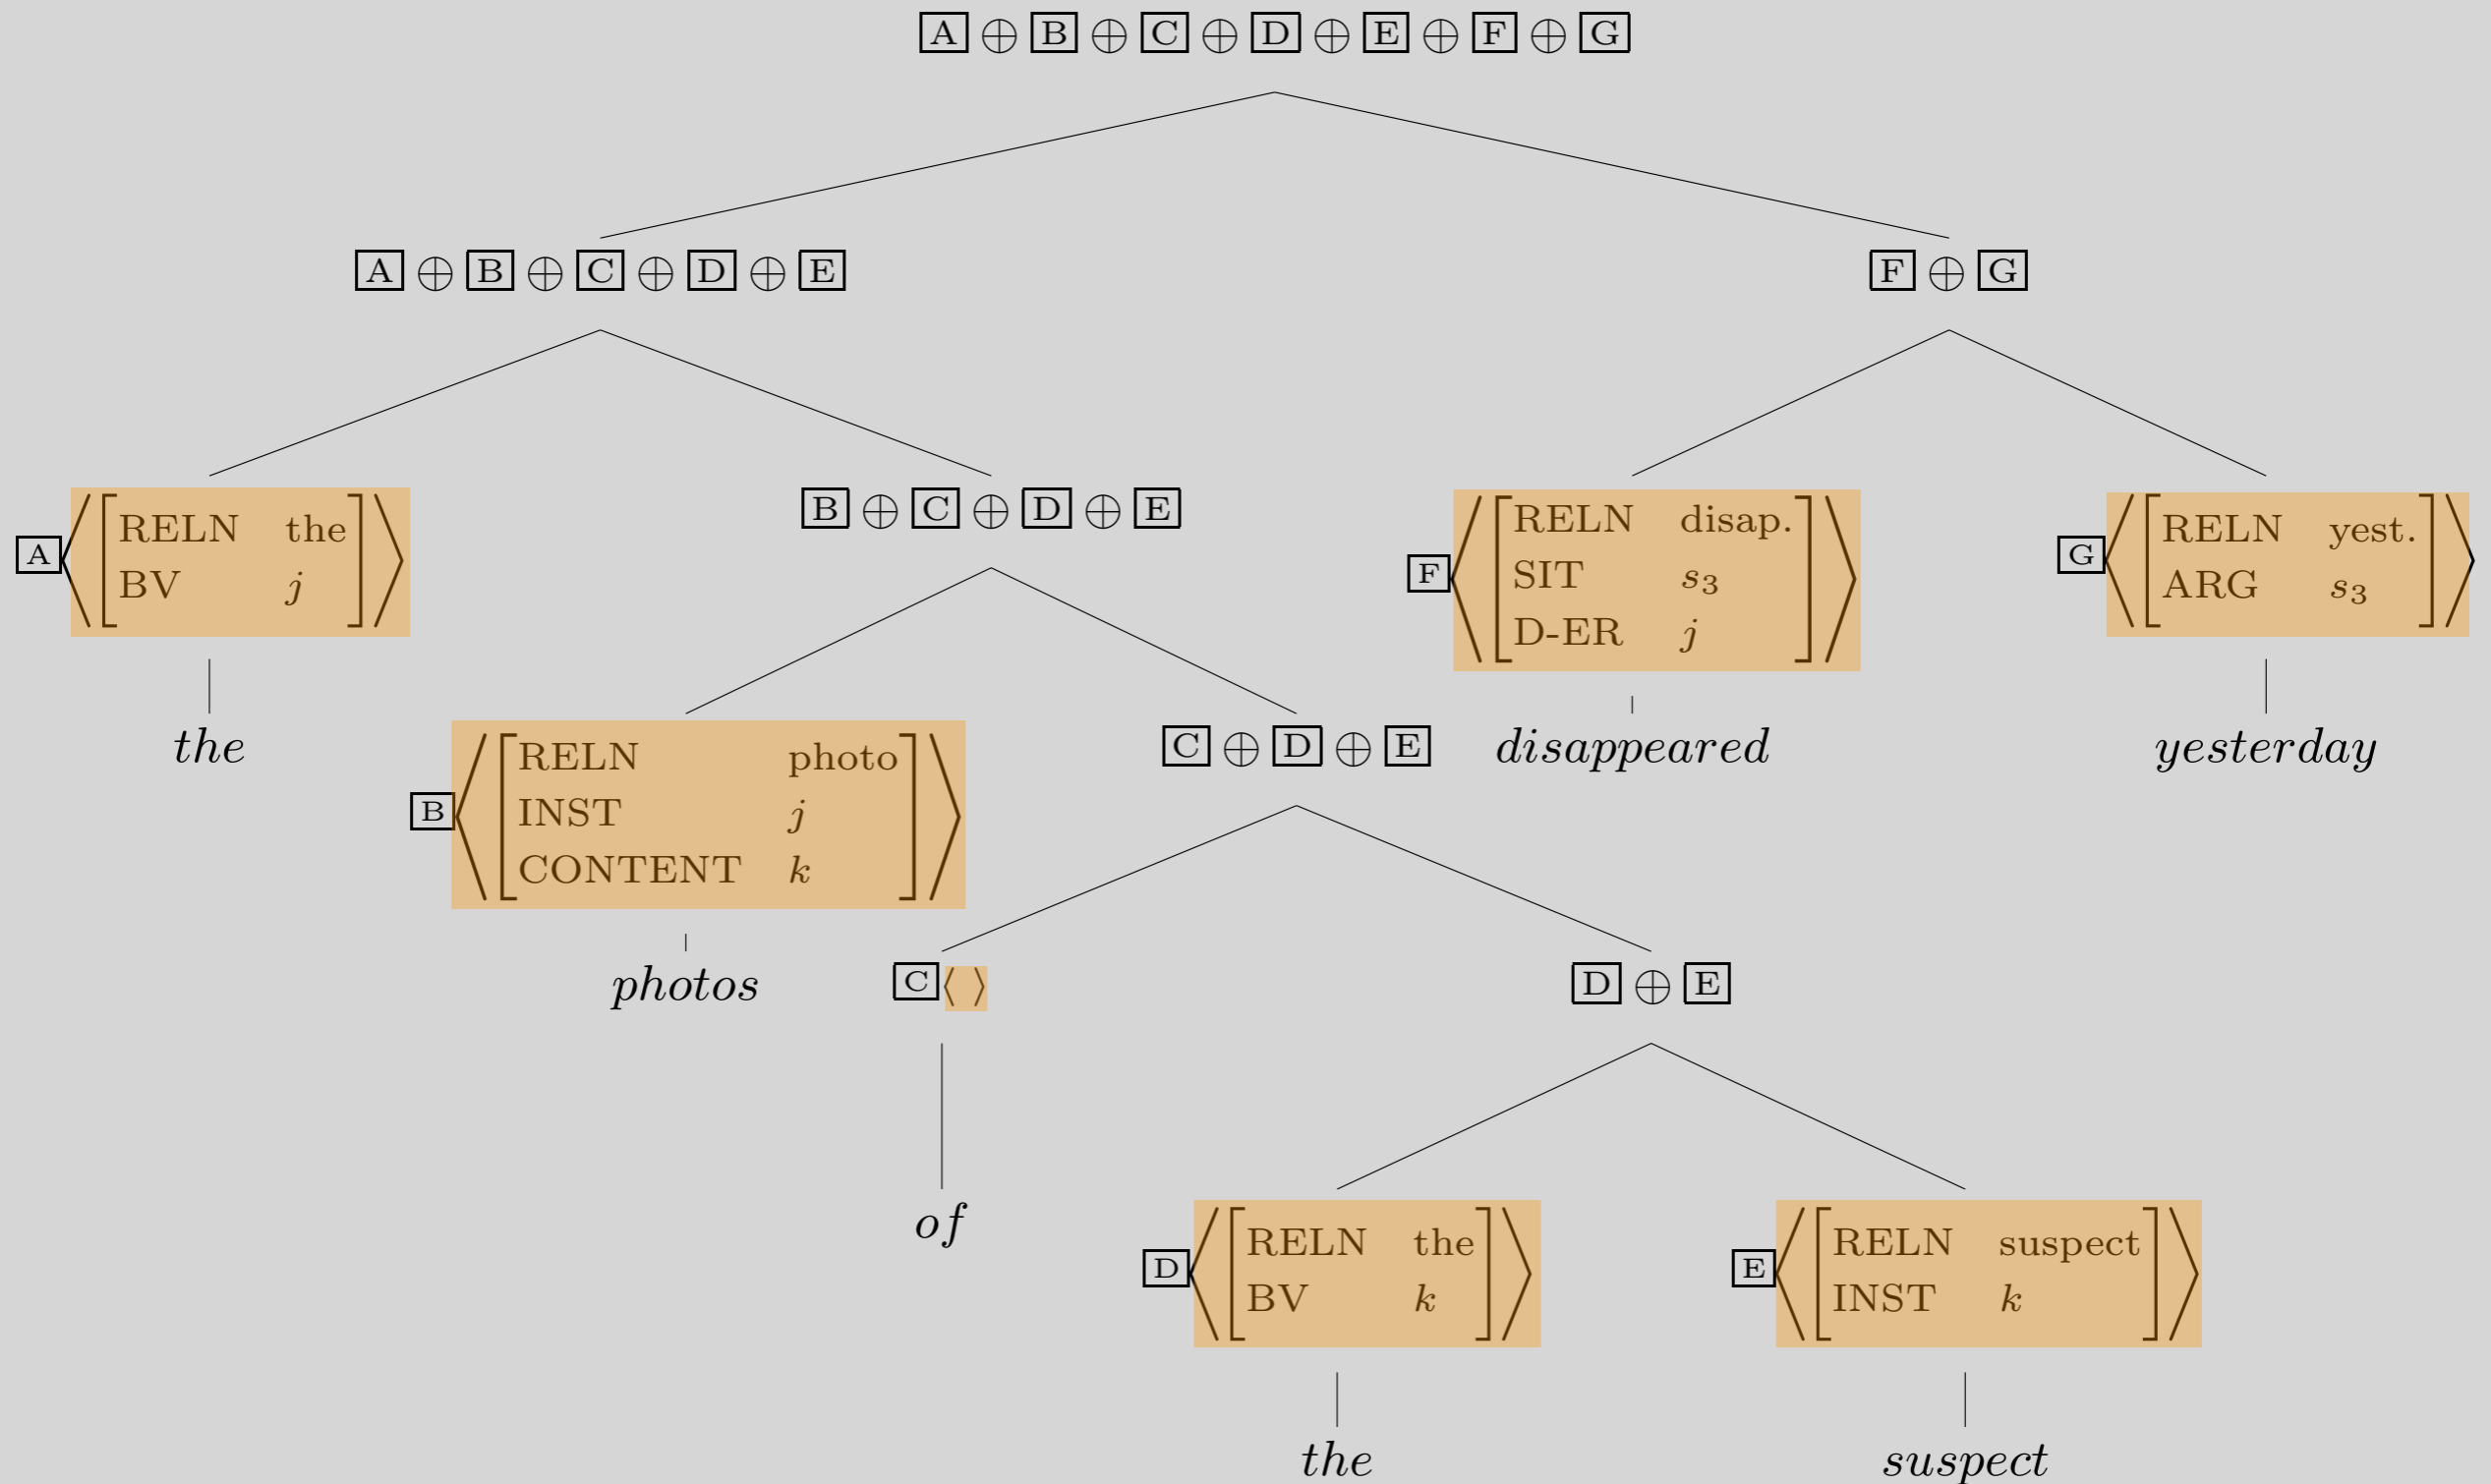 A ⊕ B ⊕ C ⊕ D ⊕ E ⊕ F ⊕ G
A ⊕ B ⊕ C ⊕ D ⊕ E
F ⊕ G
A ⟨[RELN the
BV j]⟩
the
B ⊕ C ⊕ D ⊕ E
F ⟨[RELN disap.
SIT s₃
D-ER j]⟩
disappeared
G ⟨[RELN yest.
ARG s₃]⟩
yesterday
B ⟨[RELN photo
INST j
CONTENT k]⟩
photos
C ⊕ D ⊕ E
C ⟨ ⟩
of
D ⊕ E
D ⟨[RELN the
BV k]⟩
the
E ⟨[RELN suspect
INST k]⟩
suspect